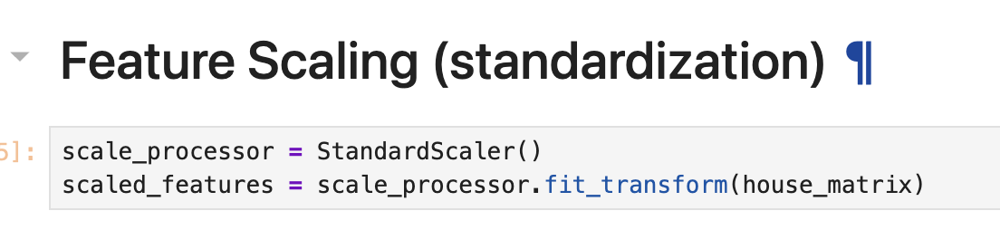 Feature Scaling (standardization) ¶
5]:
scale_processor = StandardScaler()
scaled_features = scale_processor.fit_transform(house_matrix)